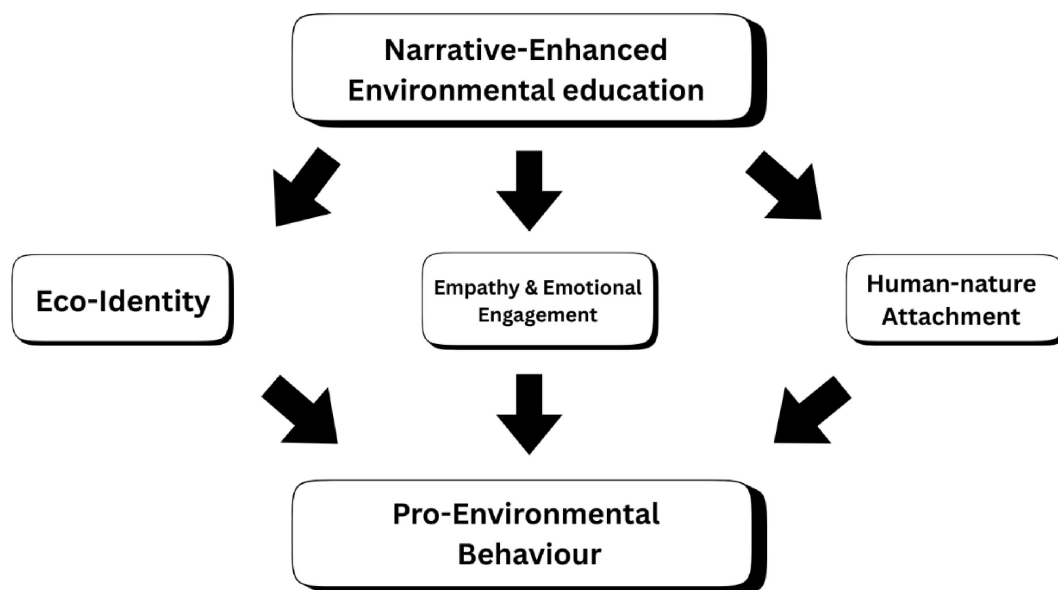 Narrative-Enhanced
Environmental education
Eco-Identity
Empathy & Emotional
Engagement
Human-nature
Attachment
Pro-Environmental
Behaviour